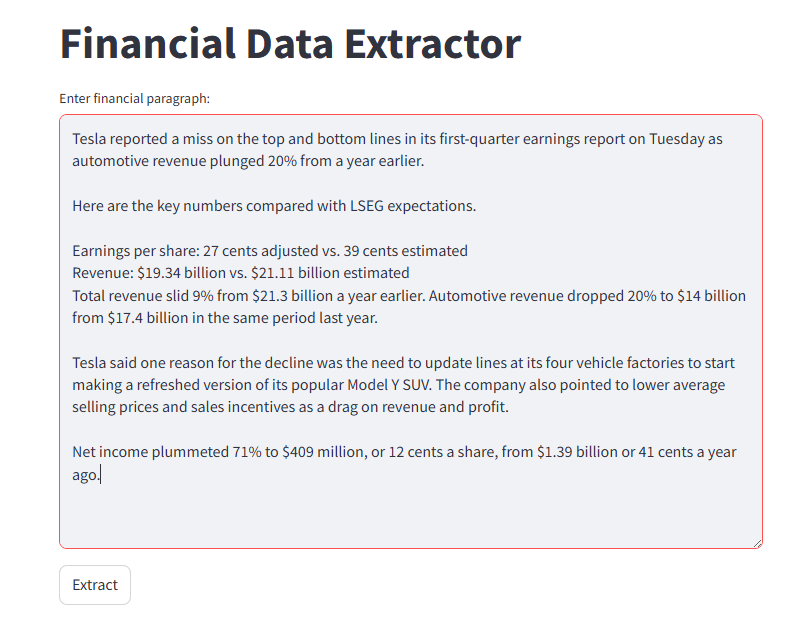 Financial Data Extractor
Enter financial paragraph:
Tesla reported a miss on the top and bottom lines in its first-quarter earnings report on Tuesday as
automotive revenue plunged 20% from a year earlier.
Here are the key numbers compared with LSEG expectations.
Earnings per share: 27 cents adjusted vs. 39 cents estimated
Revenue: $19.34 billion vs. $21.11 billion estimated
Total revenue slid 9% from $21.3 billion a year earlier. Automotive revenue dropped 20% to $14 billion
from $17.4 billion in the same period last year.
Tesla said one reason for the decline was the need to update lines at its four vehicle factories to start
making a refreshed version of its popular Model Y SUV. The company also pointed to lower average
selling prices and sales incentives as a drag on revenue and profit.
Net income plummeted 71% to $409 million, or 12 cents a share, from $1.39 billion or 41 cents a year
ago.
Extract